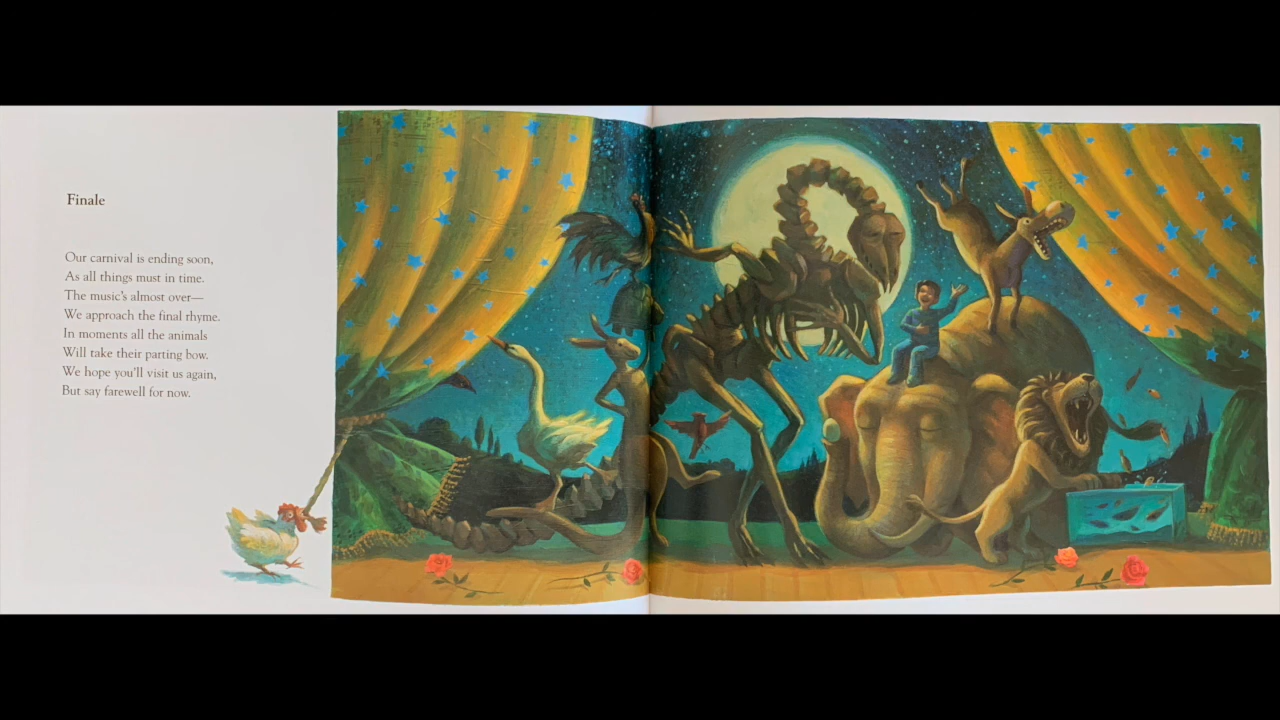 Finale
Our carnival is ending soon,
As all things must in time.
The music's almost over—
We approach the final rhyme.
In moments all the animals
Will take their parting bow.
We hope you'll visit us again,
But say farewell for now.